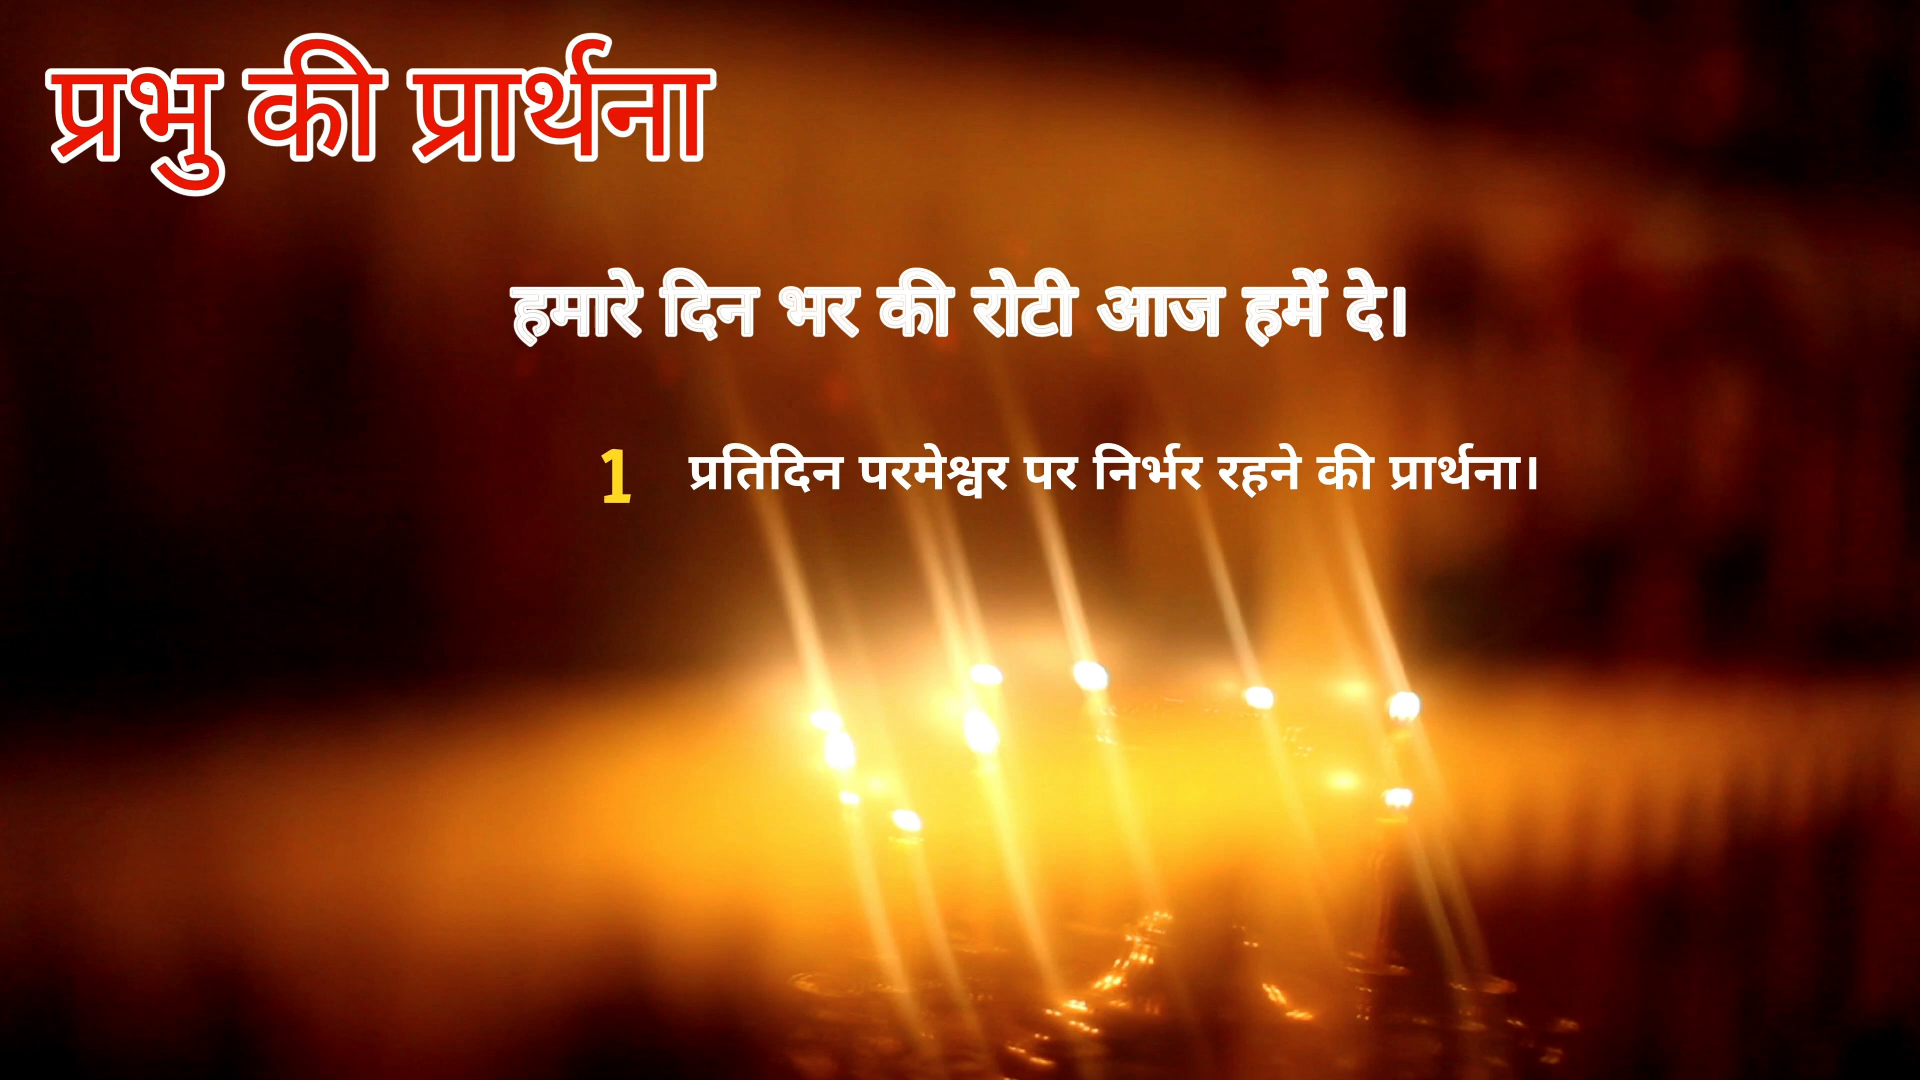 प्रभु की प्रार्थना
हमारे दिन भर की रोटी आज हमें दे।
1 प्रतिदिन परमेश्वर पर निर्भर रहने की प्रार्थना।